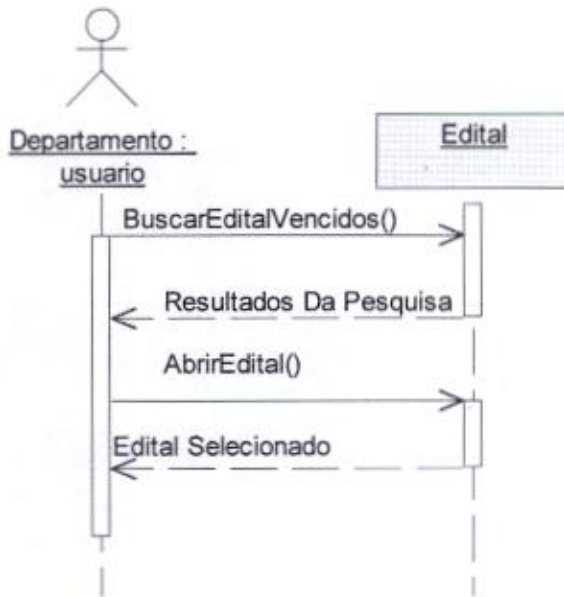 Departamento :
usuario
Edital
BuscarEditalVencidos()
Resultados Da Pesquisa
AbrirEdital()
Edital Selecionado